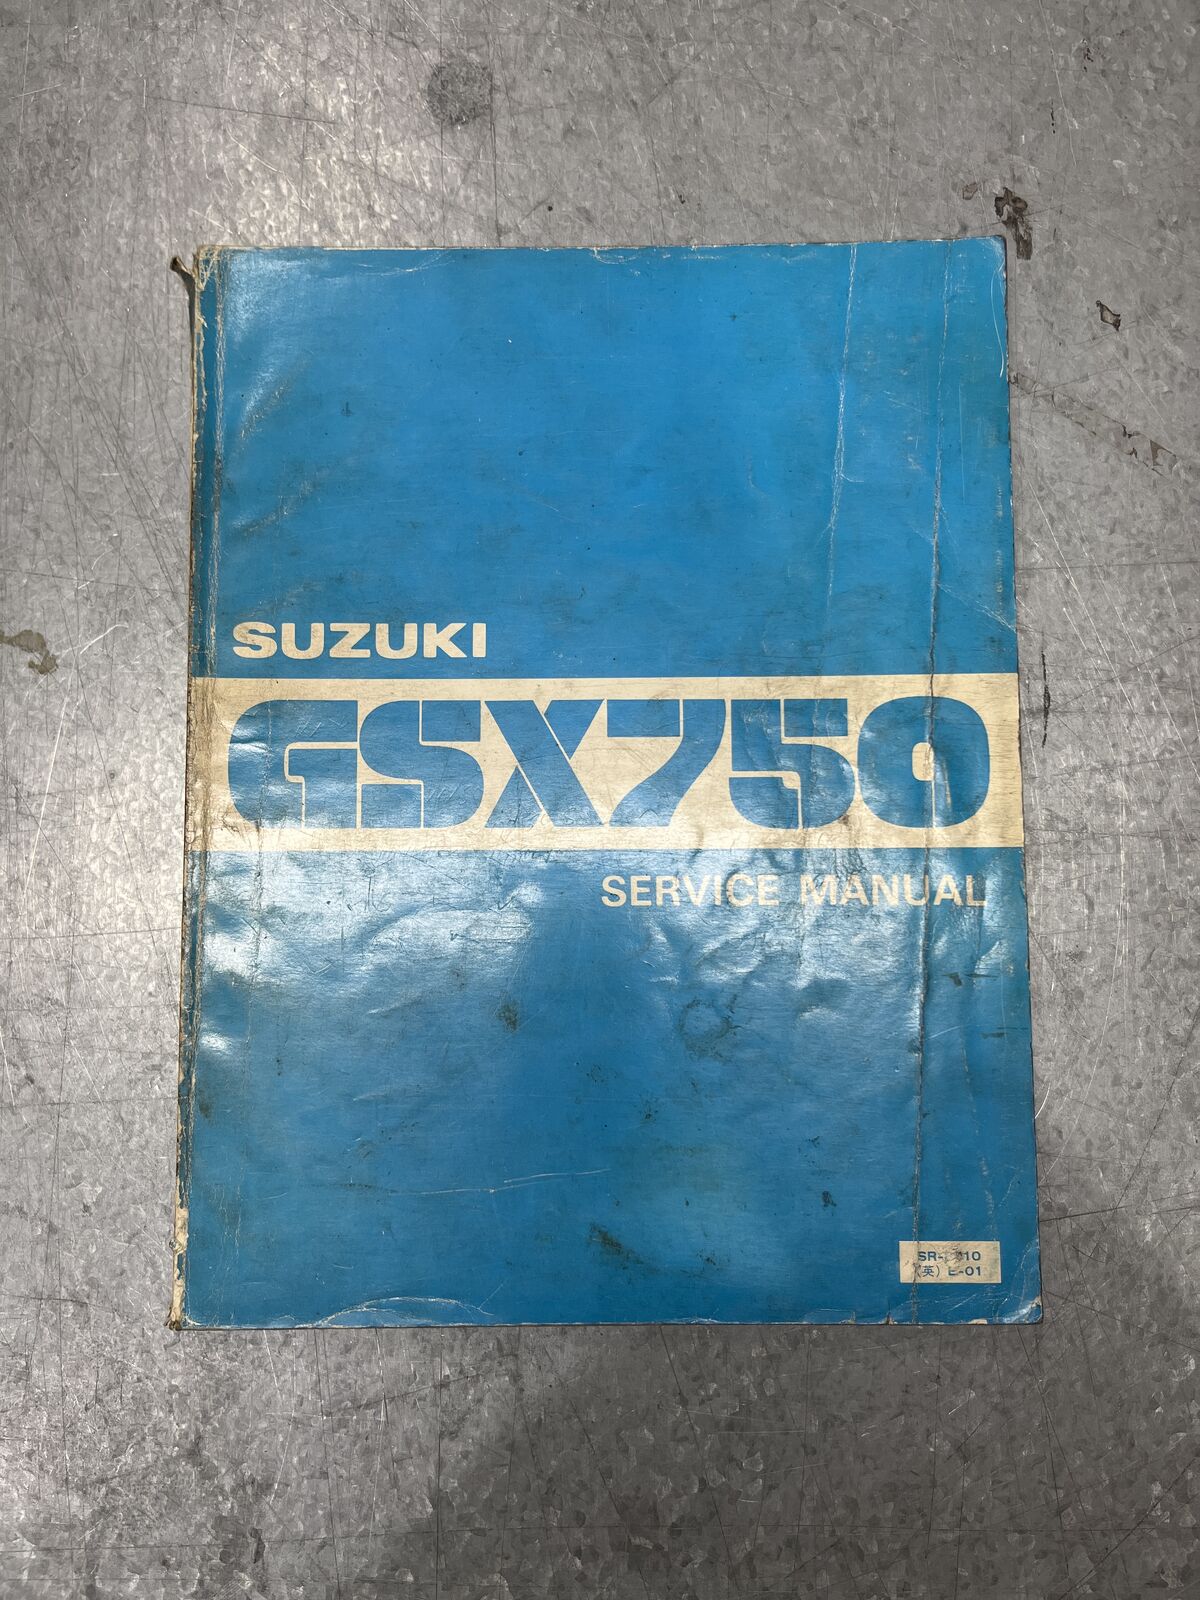 SUZUKI
GSX750
SERVICE MANUAL
(英) E-01